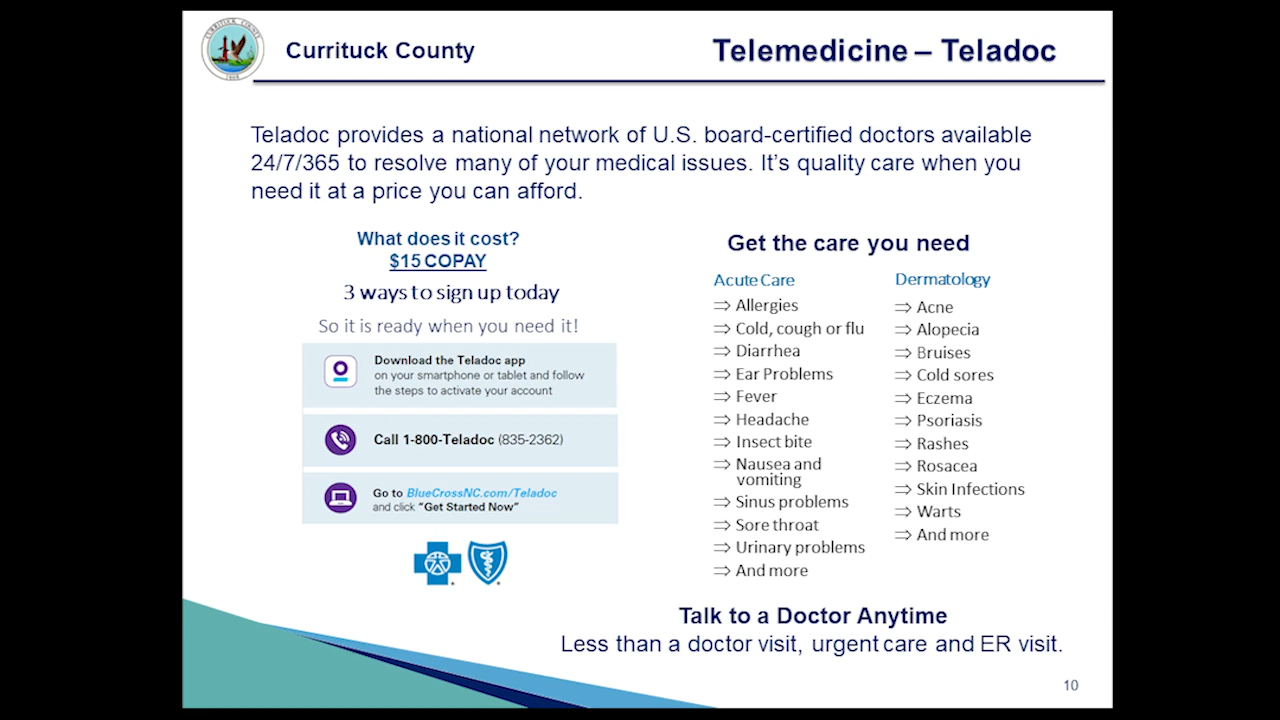 Currituck County
Telemedicine – Teladoc
Teladoc provides a national network of U.S. board-certified doctors available
24/7/365 to resolve many of your medical issues. It’s quality care when you
need it at a price you can afford.
What does it cost?
$15 COPAY
3 ways to sign up today
So it is ready when you need it!
Download the Teladoc app
on your smartphone or tablet and follow
the steps to activate your account
Call 1-800-Teladoc (835-2362)
Go to BlueCrossNC.com/Teladoc
and click “Get Started Now”
Get the care you need
Acute Care
⇒ Allergies
⇒ Cold, cough or flu
⇒ Diarrhea
⇒ Ear Problems
⇒ Fever
⇒ Headache
⇒ Insect bite
⇒ Nausea and
vomiting
⇒ Sinus problems
⇒ Sore throat
⇒ Urinary problems
⇒ And more
Dermatology
⇒ Acne
⇒ Alopecia
⇒ Bruises
⇒ Cold sores
⇒ Eczema
⇒ Psoriasis
⇒ Rashes
⇒ Rosacea
⇒ Skin Infections
⇒ Warts
⇒ And more
Talk to a Doctor Anytime
Less than a doctor visit, urgent care and ER visit.
10